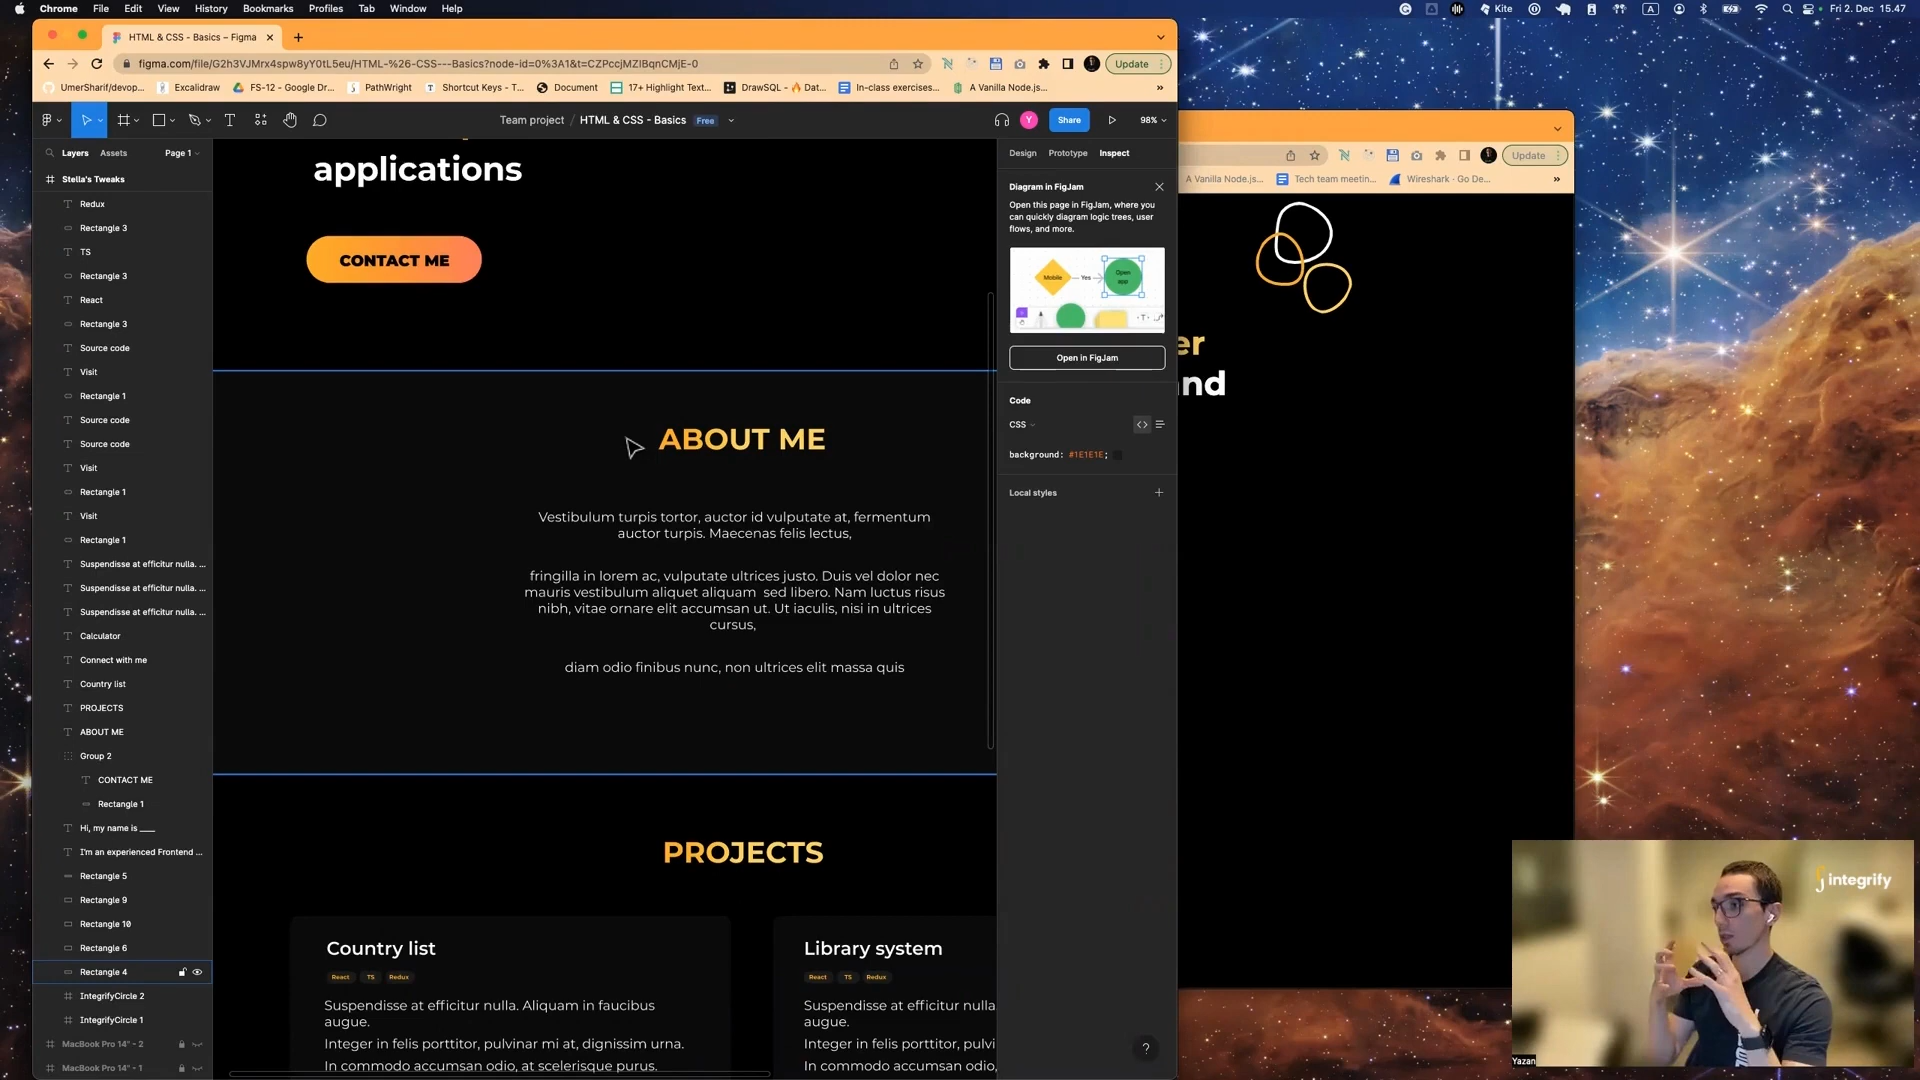 Chrome File Edit View History Bookmarks Profiles Tab Window Help
Kite
A
Fri 2. Dec 15.47
HTML & CSS - Basics – Figma
figma.com/file/G2h3VJMrx4spw8yY0tL5eu/HTML-%26-CSS---Basics?node-id=0%3A1&t=CZPccjMZIBqnCMjE-0
Update
UmerSharif/devop...
Excalidraw
FS-12 - Google Dr...
PathWright
Shortcut Keys - T...
Document
17+ Highlight Text...
DrawSQL - 🔥 Dat...
In-class exercises...
A Vanilla Node.js...
Team project / HTML & CSS - Basics Free
Y
Share
98%
Layers Assets Page 1
Stella's Tweaks
Redux
Rectangle 3
TS
Rectangle 3
React
Rectangle 3
Source code
Visit
Rectangle 1
Source code
Source code
Visit
Rectangle 1
Visit
Rectangle 1
Suspendisse at efficitur nulla. ...
Suspendisse at efficitur nulla. ...
Suspendisse at efficitur nulla. ...
Calculator
Connect with me
Country list
PROJECTS
ABOUT ME
Group 2
CONTACT ME
Rectangle 1
Hi, my name is ____
I'm an experienced Frontend ...
Rectangle 5
Rectangle 9
Rectangle 10
Rectangle 6
Rectangle 4
IntegrifyCircle 2
IntegrifyCircle 1
MacBook Pro 14" - 2
MacBook Pro 14" - 1
applications
CONTACT ME
ABOUT ME
Vestibulum turpis tortor, auctor id vulputate at, fermentum
auctor turpis. Maecenas felis lectus,
fringilla in lorem ac, vulputate ultrices justo. Duis vel dolor nec
mauris vestibulum aliquet aliquam  sed libero. Nam luctus risus
nibh, vitae ornare elit accumsan ut. Ut iaculis, nisi in ultrices
cursus,
diam odio finibus nunc, non ultrices elit massa quis
PROJECTS
Country list
React TS Redux
Suspendisse at efficitur nulla. Aliquam in faucibus
augue.
Integer in felis porttitor, pulvinar mi at, dignissim urna.
In commodo accumsan odio, at scelerisque purus.
Library system
React TS Redux
Suspendisse at efficitur nulla
augue.
Integer in felis porttitor, pulvi
In commodo accumsan odio,
Design Prototype Inspect
Diagram in FigJam
Open this page in FigJam, where you
can quickly diagram logic trees, user
flows, and more.
Mobile Yes Open
app
Open in FigJam
Code
CSS
background: #1E1E1E;
Local styles
?
Update
A Vanilla Node.js...
Tech team meetin...
Wireshark · Go De...
er
nd
integrify
Yazan